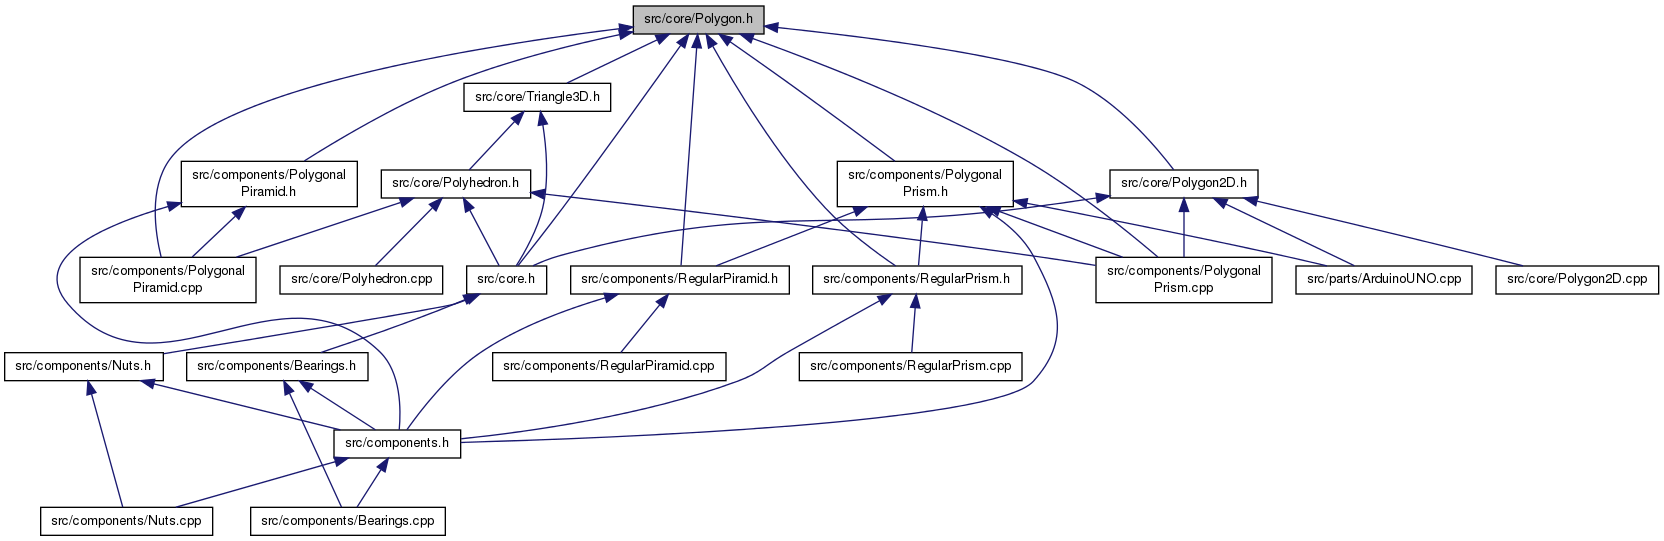 src/core/Polygon.h
src/core/Triangle3D.h
src/components/Polygonal
Piramid.h
src/core/Polyhedron.h
src/components/Polygonal
Prism.h
src/core/Polygon2D.h
src/components/Polygonal
Piramid.cpp
src/core/Polyhedron.cpp
src/core.h
src/components/RegularPiramid.h
src/components/RegularPrism.h
src/components/Polygonal
Prism.cpp
src/parts/ArduinoUNO.cpp
src/core/Polygon2D.cpp
src/components/Nuts.h
src/components/Bearings.h
src/components/RegularPiramid.cpp
src/components/RegularPrism.cpp
src/components.h
src/components/Nuts.cpp
src/components/Bearings.cpp